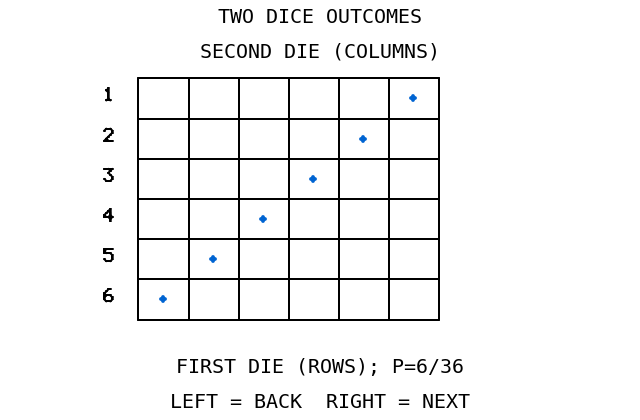 TWO DICE OUTCOMES
SECOND DIE (COLUMNS)
1
2
3
4
5
6
FIRST DIE (ROWS); P=6/36
LEFT = BACK  RIGHT = NEXT